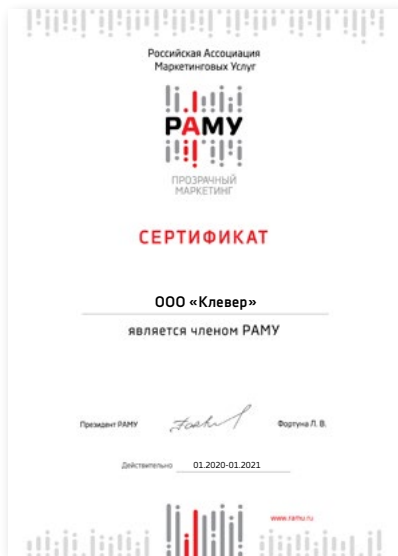 Российская Ассоциация
Маркетинговых Услуг
РАМУ
ПРОЗРАЧНЫЙ
МАРКЕТИНГ
СЕРТИФИКАТ
ООО «Клевер»
является членом РАМУ
Президент РАМУ
Фортуна Л. В.
Действительно 01.2020-01.2021
www.ramu.ru